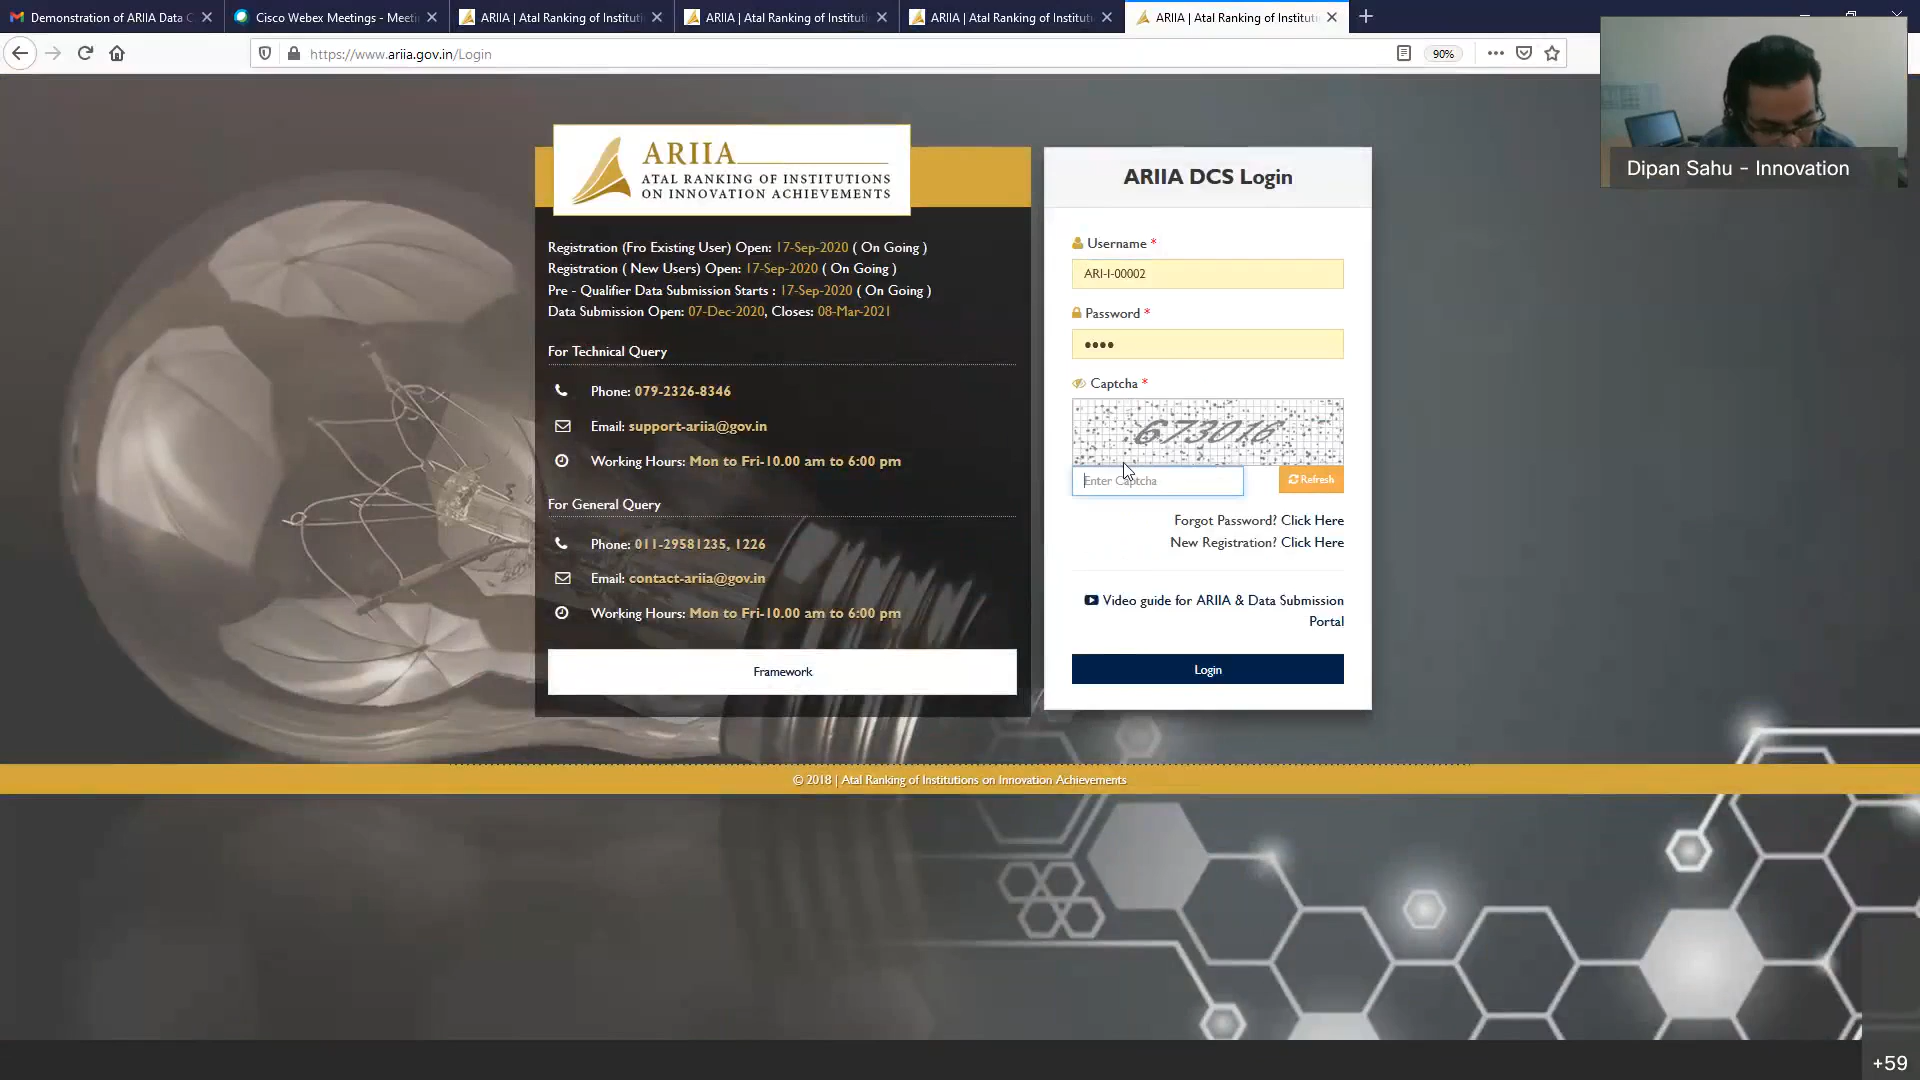 Demonstration of ARIIA Data C
Cisco Webex Meetings - Meeti
ARIIA | Atal Ranking of Instituti
ARIIA | Atal Ranking of Instituti
ARIIA | Atal Ranking of Instituti
ARIIA | Atal Ranking of Instituti
https://www.ariia.gov.in/Login
90%
Dipan Sahu - Innovation
ARIIA
ATAL RANKING OF INSTITUTIONS
ON INNOVATION ACHIEVEMENTS
Registration (Fro Existing User) Open: 17-Sep-2020 ( On Going )
Registration ( New Users) Open: 17-Sep-2020 ( On Going )
Pre - Qualifier Data Submission Starts : 17-Sep-2020 ( On Going )
Data Submission Open: 07-Dec-2020, Closes: 08-Mar-2021
For Technical Query
Phone: 079-2326-8346
Email: support-ariia@gov.in
Working Hours: Mon to Fri-10.00 am to 6:00 pm
For General Query
Phone: 011-29581235, 1226
Email: contact-ariia@gov.in
Working Hours: Mon to Fri-10.00 am to 6:00 pm
Framework
ARIIA DCS Login
Username *
ARI-I-00002
Password *
••••
Captcha *
673016
Enter Captcha
Refresh
Forgot Password? Click Here
New Registration? Click Here
Video guide for ARIIA & Data Submission
Portal
Login
© 2018 | Atal Ranking of Institutions on Innovation Achievements
+59